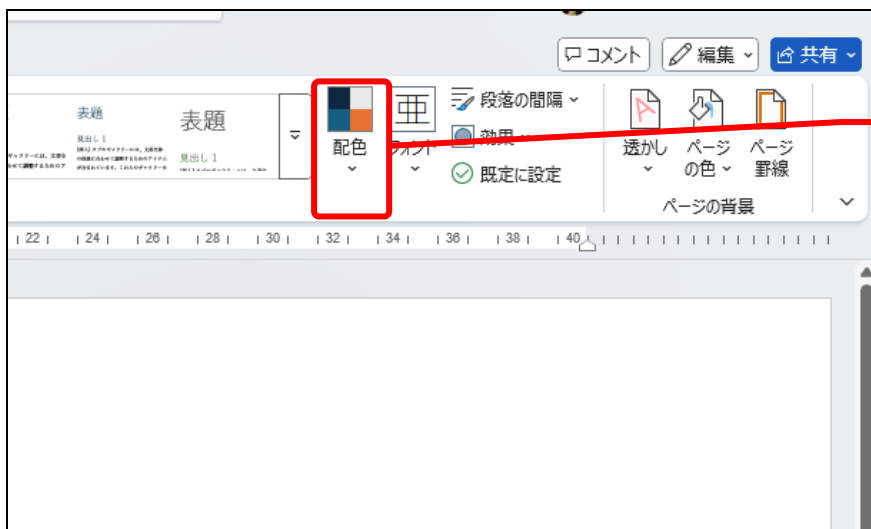 コメント 編集 共有
表題
見出し 1
表題
見出し 1
配色
フォント
段落の間隔
効果
既定に設定
透かし
ページの色
ページ罫線
ページの背景
22 24 26 28 30 32 34 36 38 40